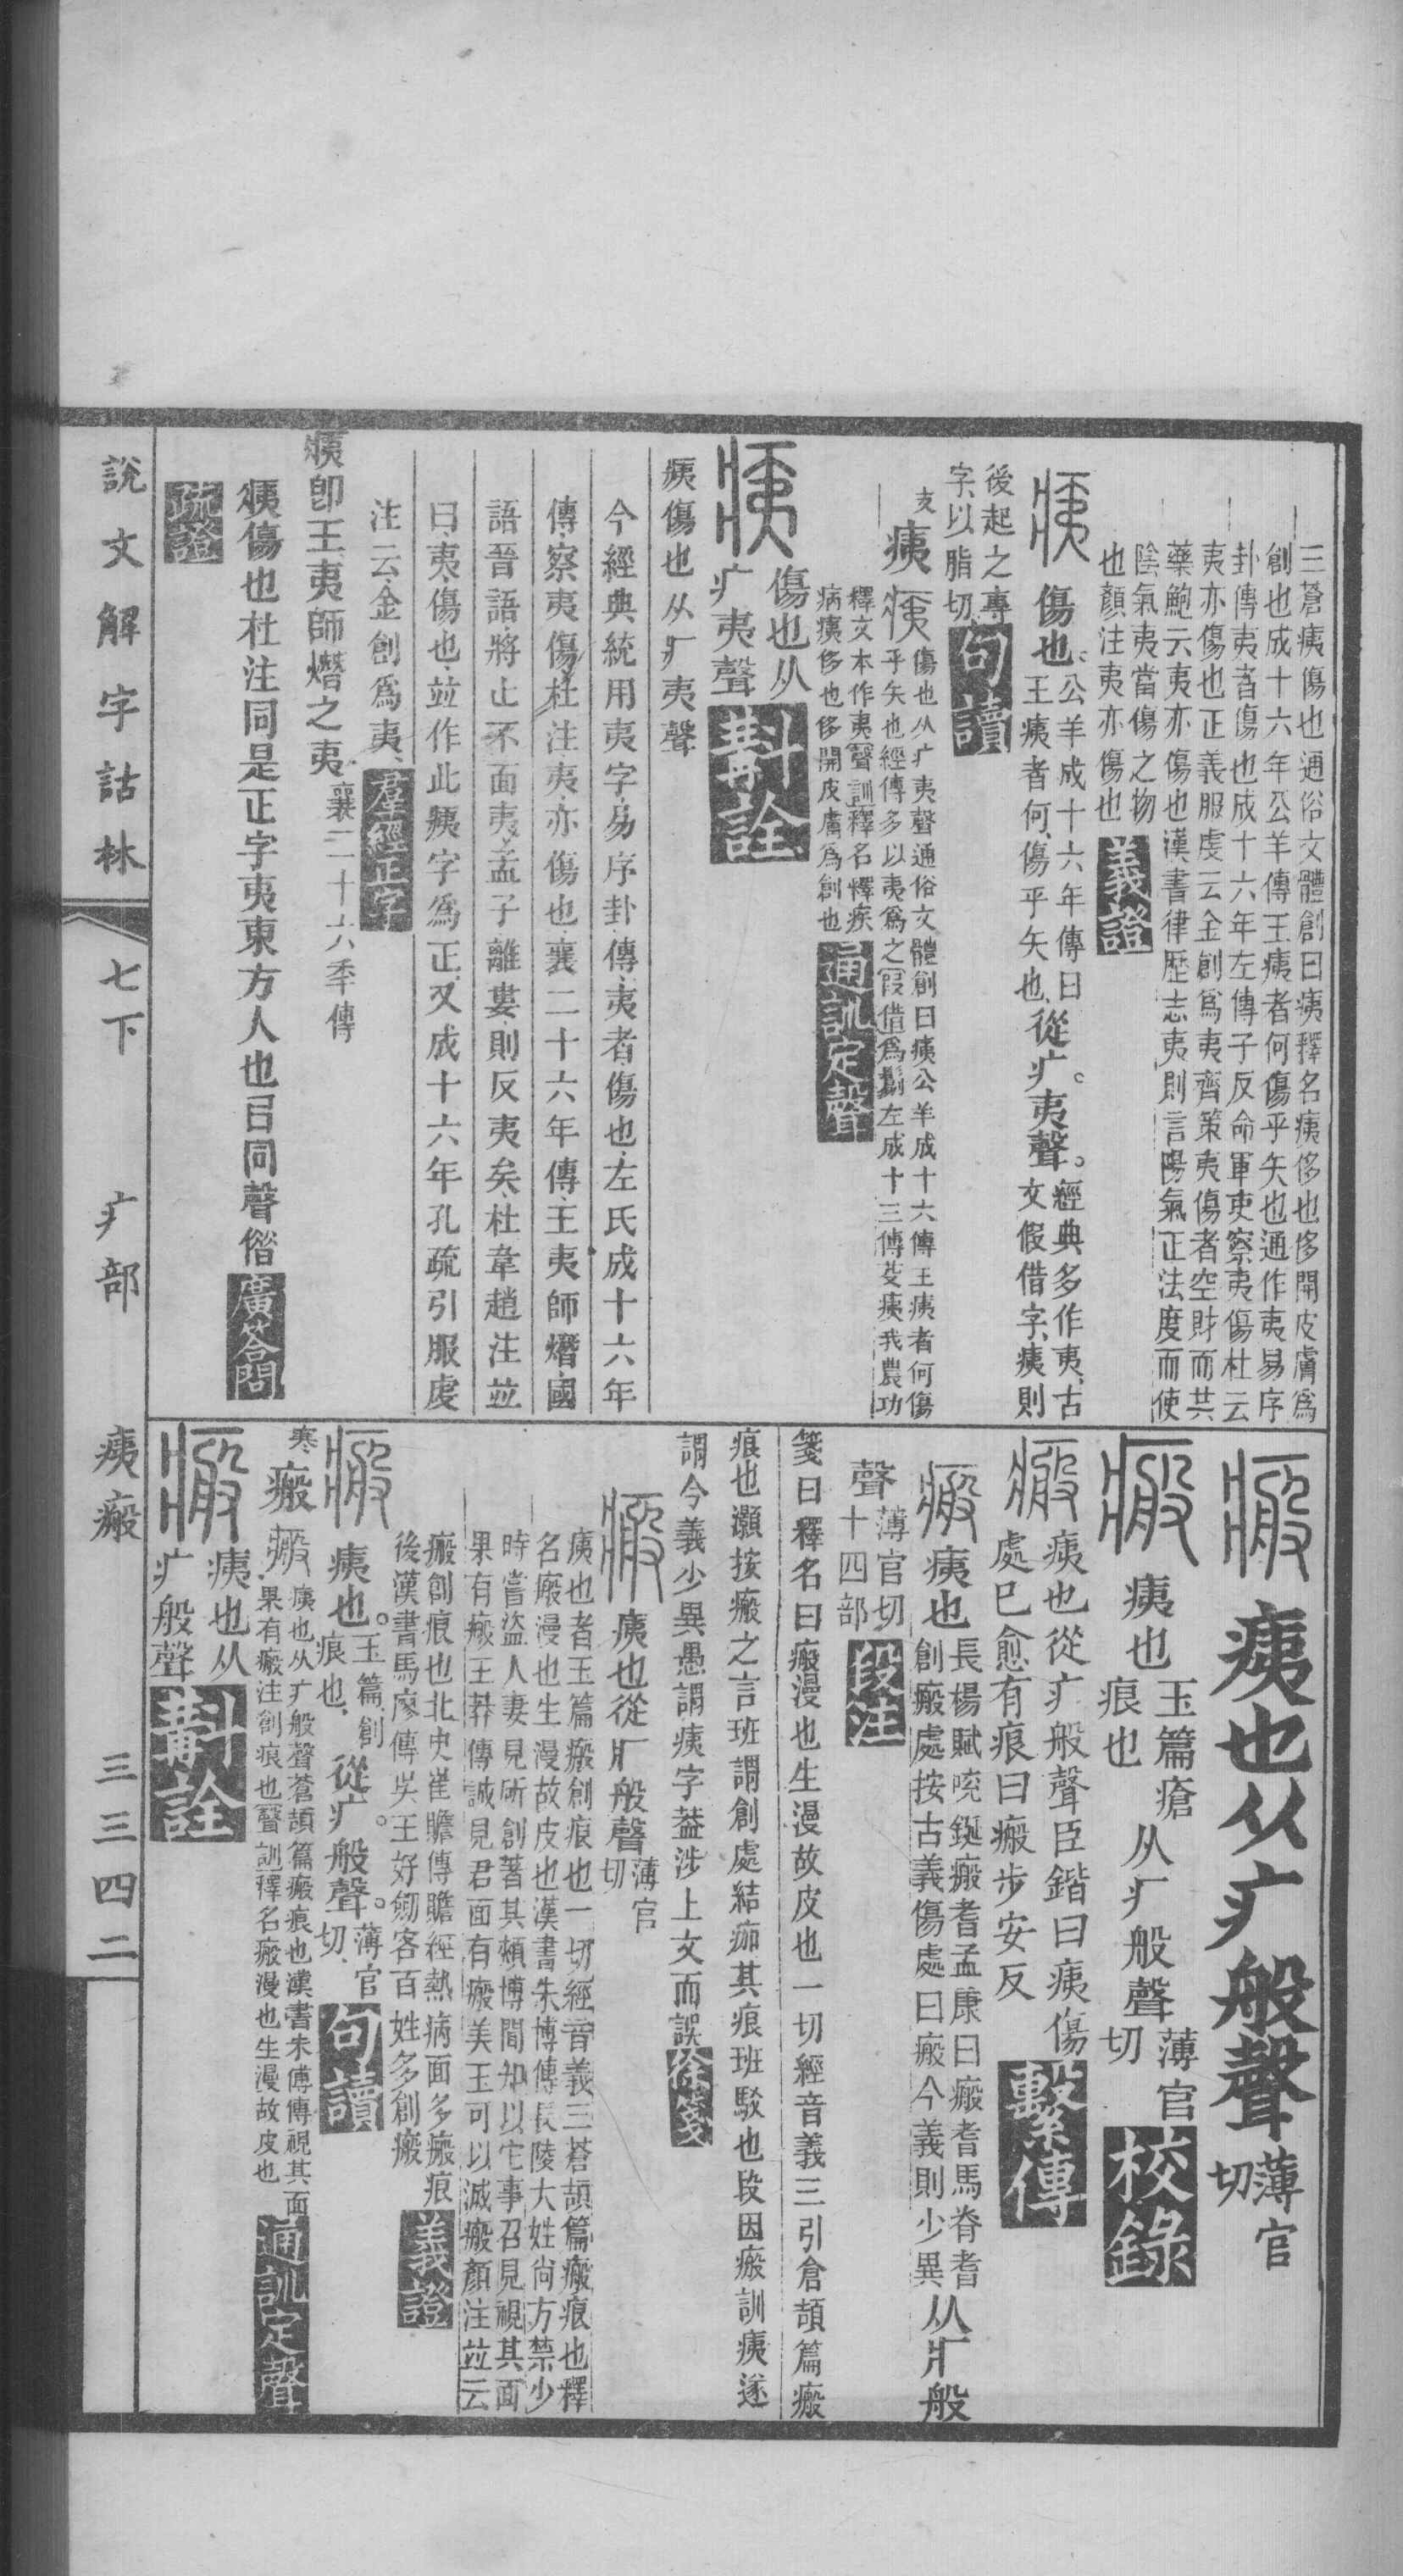 三蒼痍傷也通俗文體創曰痍釋名痍侈也侈開皮膚爲
創也成十六年公羊傳王痍者何傷乎矢也通作夷易序
卦傳夷者傷也成十六年左傳子反命軍吏察夷傷杜云
夷亦傷也正義服虔云金創爲夷齊策夷傷者空財而共
藥鮑云夷亦傷也漢書律歷志夷則言陽氣正法度而使
陰氣夷當傷之物
也顏注夷亦傷也 義證
痍 傷也、公羊成十六年傳曰王痍者何、傷乎矢也、從疒。夷聲。經典多作夷、古文假借字、痍則
後起之專字、以脂切、 句讀
支 痍 痍 傷也从疒夷聲通俗文體創曰痍公羊成十六傳王痍者何傷
乎矢也經傳多以夷爲之叚借爲鬀左成十三傳芟痍我農功
釋文本作夷聲訓釋名釋疾
病痍侈也侈開皮膚爲創也 通訓定聲
痍 傷也从疒夷聲 斠詮
痍傷也从疒夷聲
今經典統用夷字、易序卦傳、夷者、傷也、左氏成十六年
傳、察夷傷、杜注夷、亦傷也、襄二十六年傳、王夷師熸、國
語晉語、將止不面夷、孟子離婁、則反夷矣、杜韋趙注竝
曰、夷、傷也竝作此痍字爲正、又成十六年孔疏引服虔
注云、金創爲夷、 羣經正字
痍卽王夷師熸之夷、襄二十六年傳
痍傷也杜注同是正字夷東方人也㠯同聲偣 廣答問
疏證
瘢 痍也从疒般聲 薄官切
瘢 痍也 玉篇瘡痕也 从疒般聲 薄官切 校錄
瘢 痍也從疒般聲臣鍇曰痍傷
處已愈有痕曰瘢步安反 繫傳
瘢 痍也 長楊賦吮鋋瘢耆孟康曰瘢耆馬脊耆
創瘢處按古義傷處曰瘢今義則少異 从疒般
聲 薄官切十四部 段注
箋曰釋名曰瘢漫也生漫故皮也一切經音義三引倉頡篇瘢
痕也灝按瘢之言班謂創處結痂其痕班駁也段因瘢訓痍遂
謂今義少異愚謂痍字葢涉上文而誤 徐箋
瘢 痍也從疒般聲 薄官切
痍也者玉篇瘢創痕也一切經音義三蒼頡篇瘢痕也釋
名瘢漫也生漫故皮也漢書朱博傳長陵大姓尙方禁少
時嘗盜人妻見斫創著其頰博閒知以它事召見視其面
果有瘢王莽傳誠見君面有瘢美玉可以滅瘢顏注竝云
瘢創痕也北史崔贍傳贍經熱病面多瘢痕
後漢書馬廖傳吳王好劒客百姓多創瘢 義證
瘢 痍也。玉篇、創痕也、從疒。般聲。薄官切、 句讀
寒 瘢 瘢 痍也从疒般聲蒼頡篇瘢痕也漢書朱博傳視其面
果有瘢注創痕也聲訓釋名瘢漫也生漫故皮也 通訓定聲
瘢 痍也从疒般聲 斠詮
說文解字詁林 七下 疒部 痍瘢 三三四二